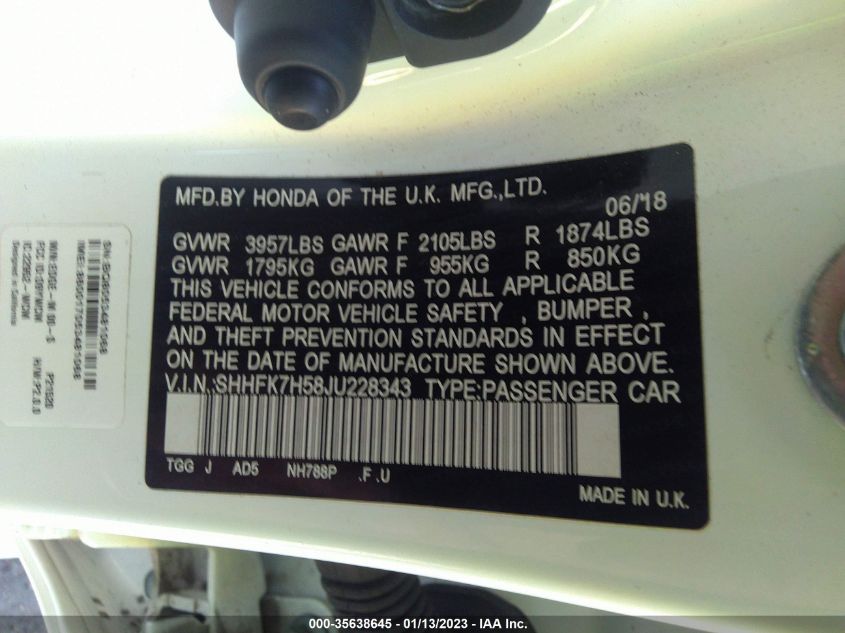 MFD.BY HONDA OF THE U.K. MFG.,LTD.
06/18
GVWR 3957LBS GAWR F 2105LBS R 1874LBS
GVWR 1795KG GAWR F 955KG R 850KG
THIS VEHICLE CONFORMS TO ALL APPLICABLE
FEDERAL MOTOR VEHICLE SAFETY , BUMPER ,
AND THEFT PREVENTION STANDARDS IN EFFECT
ON THE DATE OF MANUFACTURE SHOWN ABOVE.
V.I.N.:SHHFK7H58JU228343 TYPE:PASSENGER CAR
TGG J AD5 NH788P .F .U
MADE IN U.K.
Designed in California
000-35638645 - 01/13/2023 - IAA Inc.